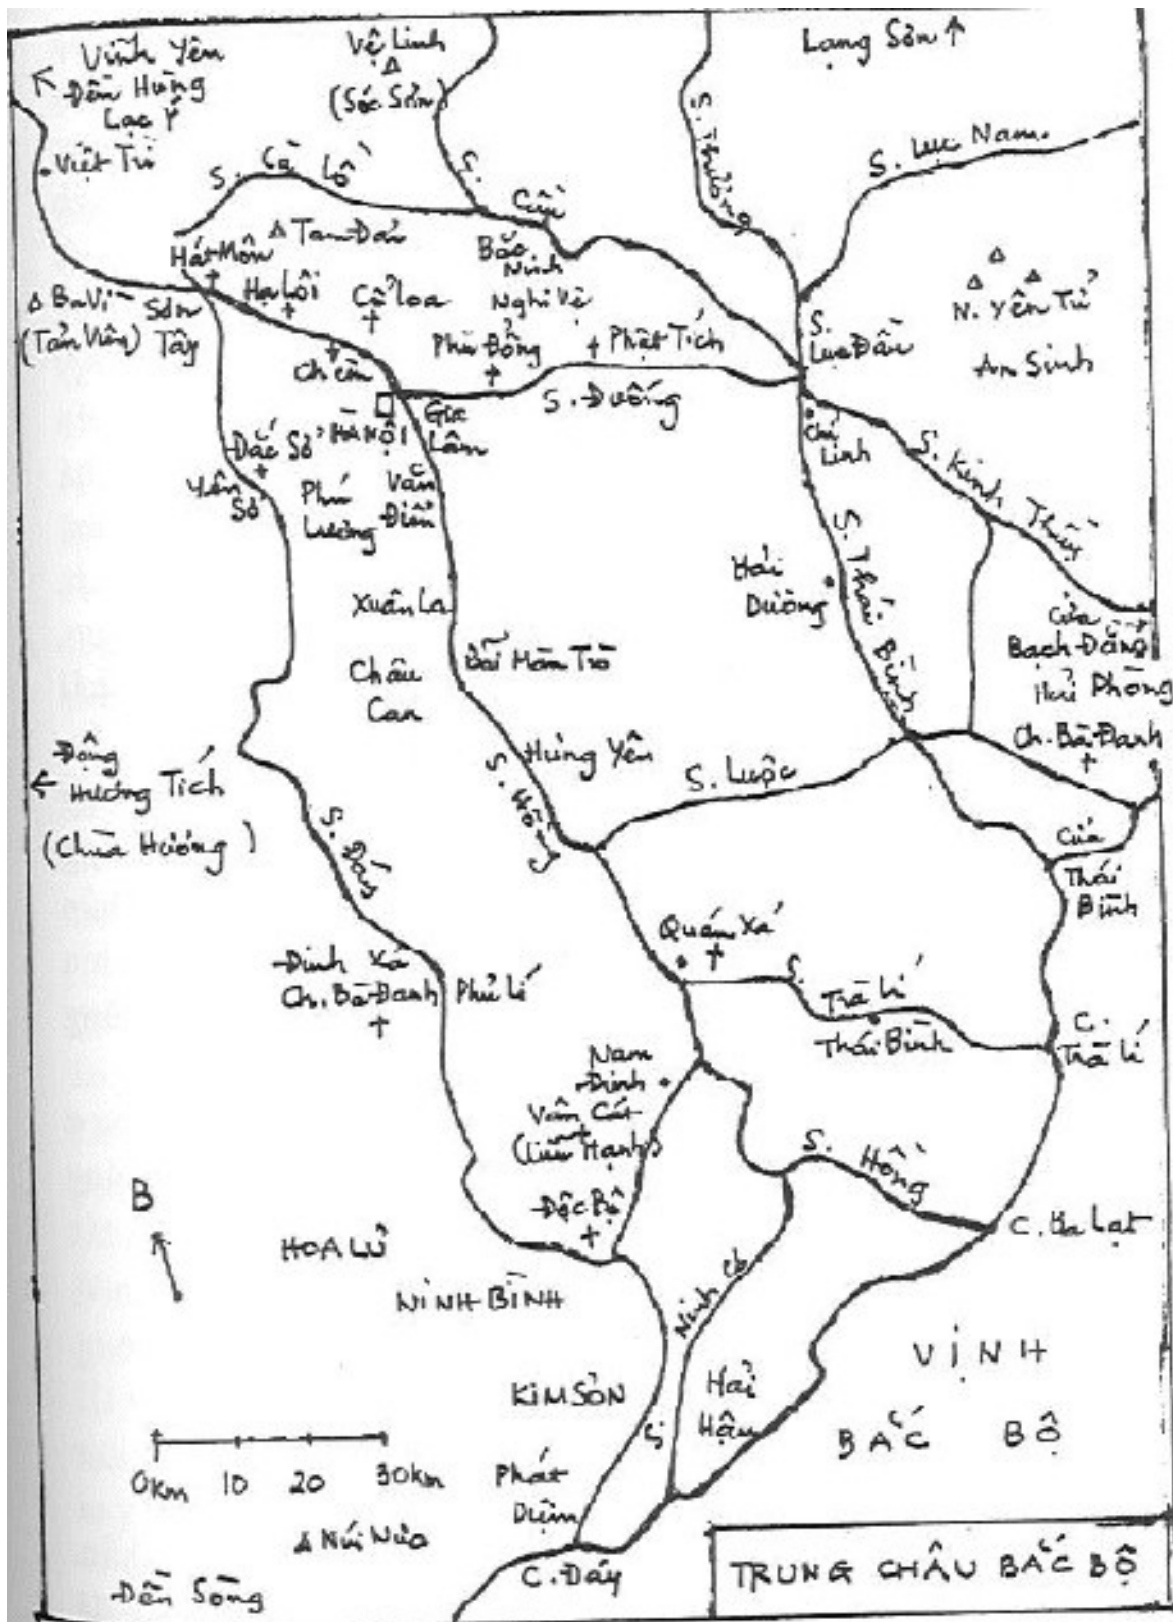 Vĩnh Yên
Đền Hùng
Lạc Ý
Vệ Linh
(Sóc Sơn)
Lạng Sơn
S. Thương
S. Lục Nam
Việt Trì
S. Cà Lồ
S. Cầu
Hát Môn
Tam Đảo
Bắc
Ninh
Hạ Lôi
Cổ Loa
Nghi Vệ
N. Yên Tử
Ba Vì
(Tản Viên)
Sơn
Tây
Phù Đổng
Phật Tích
S.
Lục Đầu
An Sinh
Chèm
S. Đuống
HÀ NỘI
Gia
Lâm
Chí
Linh
S. Kinh Thầy
Đắc Sở
Yên
Sở
Phú
Lương
Văn
Điển
S. Thái Bình
Hải
Dương
Xuân La
Cửa
Bạch Đằng
Hải Phòng
Bãi Màn Trò
Châu
Can
Ch. Bà Đanh
Động
Hương Tích
(Chùa Hương)
Hưng Yên
S. Hồng
S. Luộc
S. Đáy
Cửa
Thái
Bình
Quán Xá
Đinh Xá
Ch. Bà Đanh
Phủ Lí
S.
Trà Lí
Thái Bình
C.
Trà Lí
Nam
Định
Vân Cát
(Liễu Hạnh)
S. Hồng
B
Độc Bộ
C. Ba Lạt
HOA LƯ
NINH BÌNH
S. Ninh Cơ
VỊNH
BẮC BỘ
KIM SƠN
Hải
Hậu
0km 10 20 30km
Phát
Diệm
Núi Nưa
C. Đáy
Đền Sòng
TRUNG CHÂU BẮC BỘ